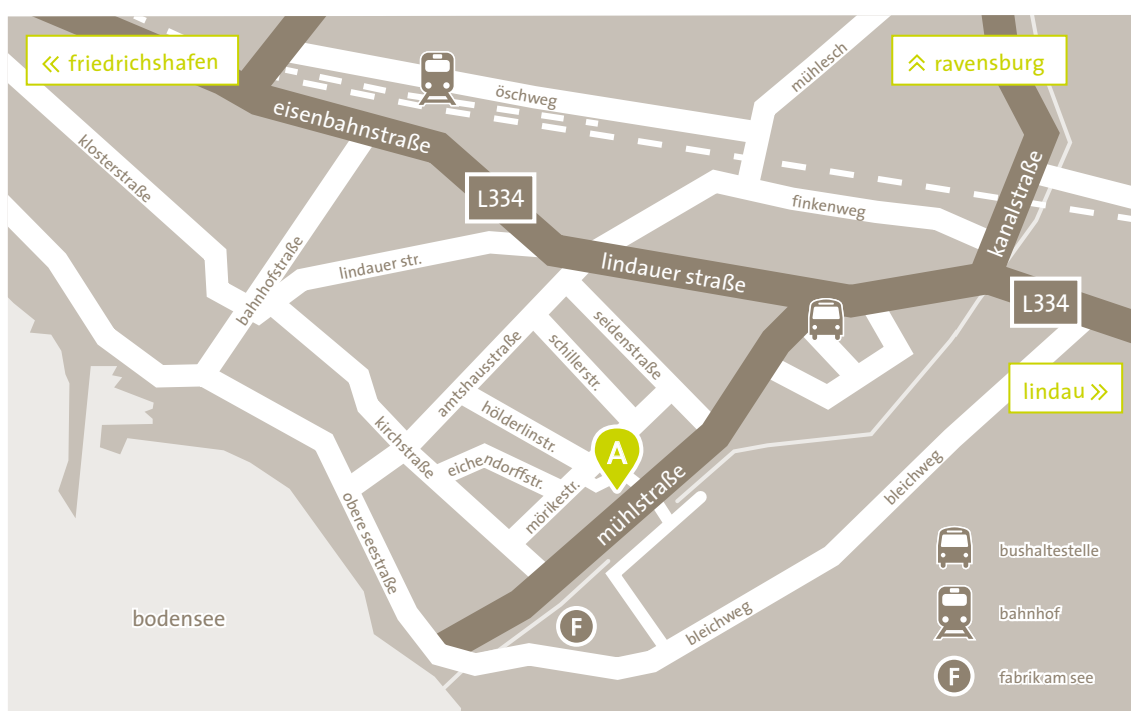 « friedrichshafen
ravensburg
mühlesch
öschweg
eisenbahnstraße
klosterstraße
kanalstraße
L334
finkenweg
bahnhofstraße
lindauer str.
lindauer straße
L334
seidenstraße
schillerstr.
amtshausstraße
lindau »
hölderlinstr.
kirchstraße
A
eichendorffstr.
mörikestr.
mühlstraße
bleichweg
obere seestraße
bushaltestelle
bodensee
F
bleichweg
bahnhof
F
fabrik am see